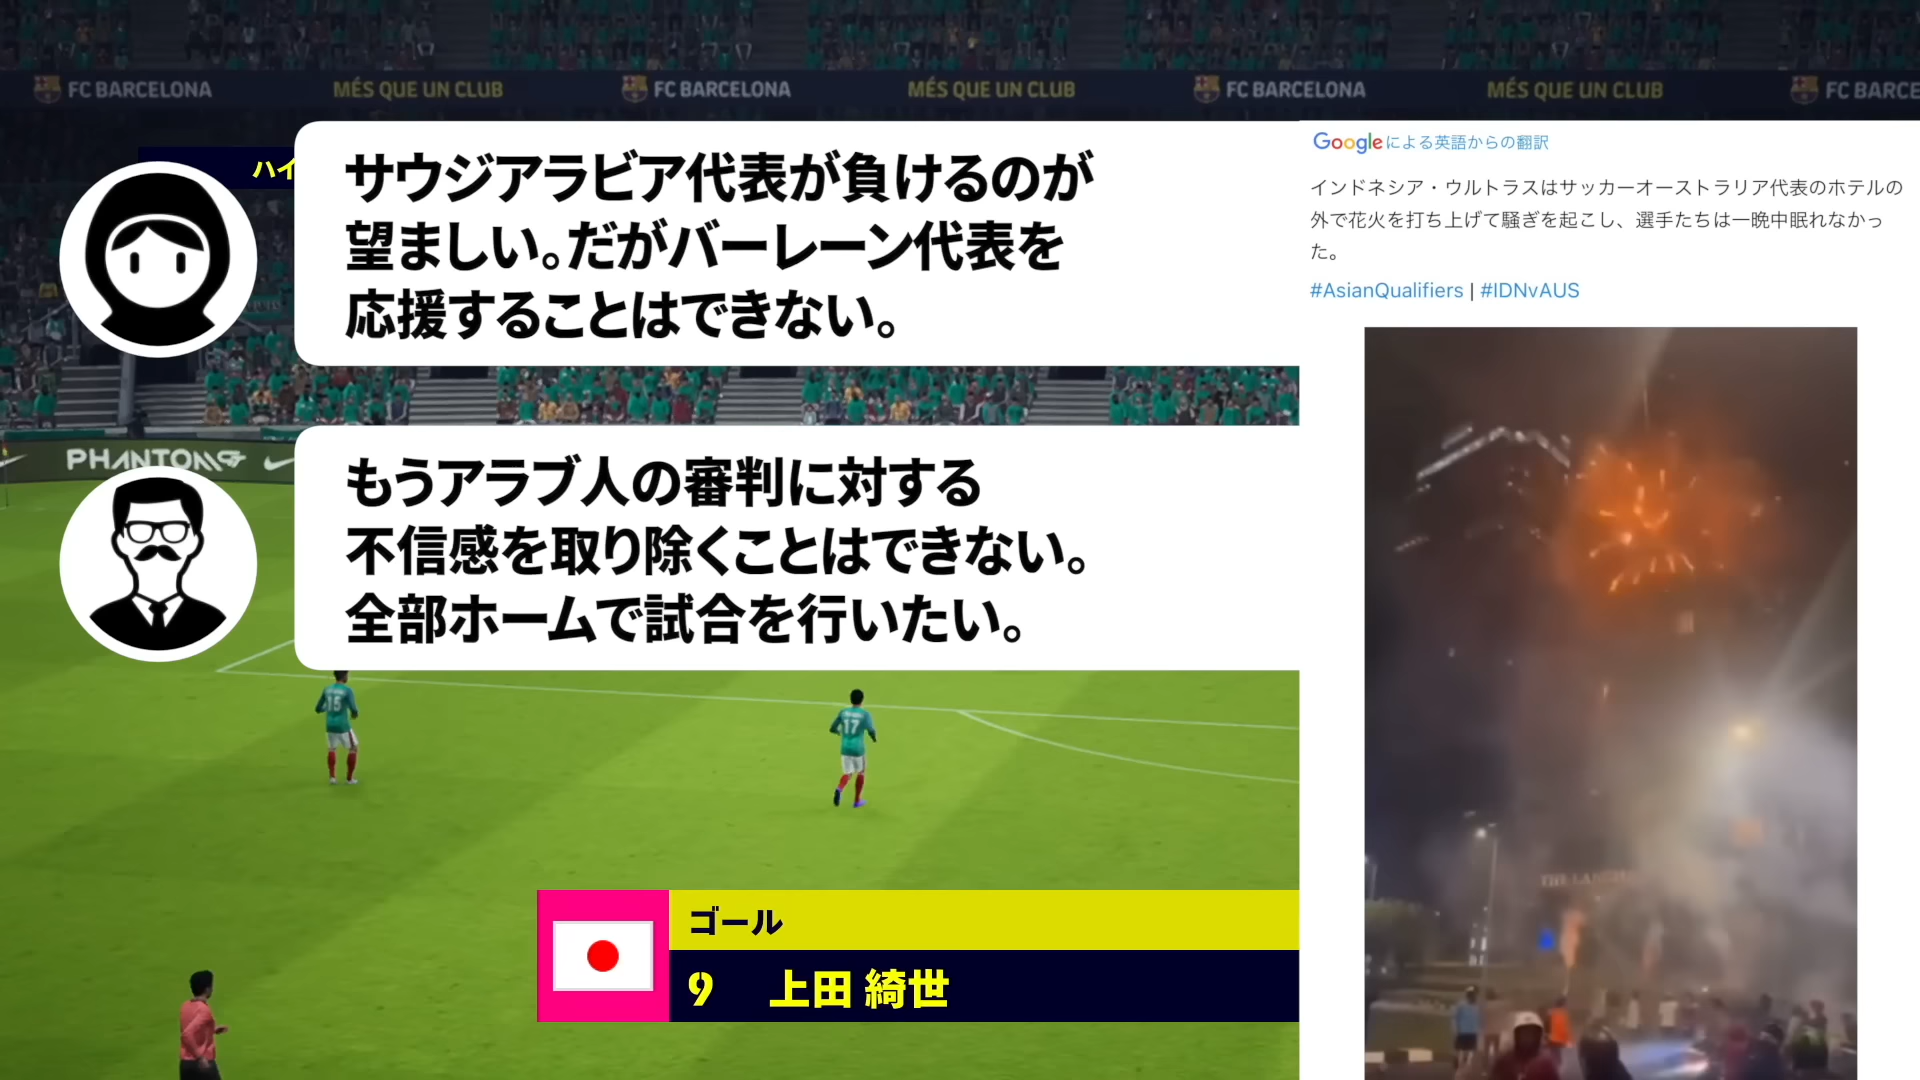 FC BARCELONA MÉS QUE UN CLUB FC BARCELONA MÉS QUE UN CLUB FC BARCELONA MÉS QUE UN CLUB FC BARCE
ハイ
サウジアラビア代表が負けるのが
望ましい。だがバーレーン代表を
応援することはできない。
PHANTOM
もうアラブ人の審判に対する
不信感を取り除くことはできない。
全部ホームで試合を行いたい。
15
17
ゴール
9 上田 綺世
Googleによる英語からの翻訳
インドネシア・ウルトラスはサッカーオーストラリア代表のホテルの
外で花火を打ち上げて騒ぎを起こし、選手たちは一晩中眠れなかっ
た。
#AsianQualifiers | #IDNvAUS